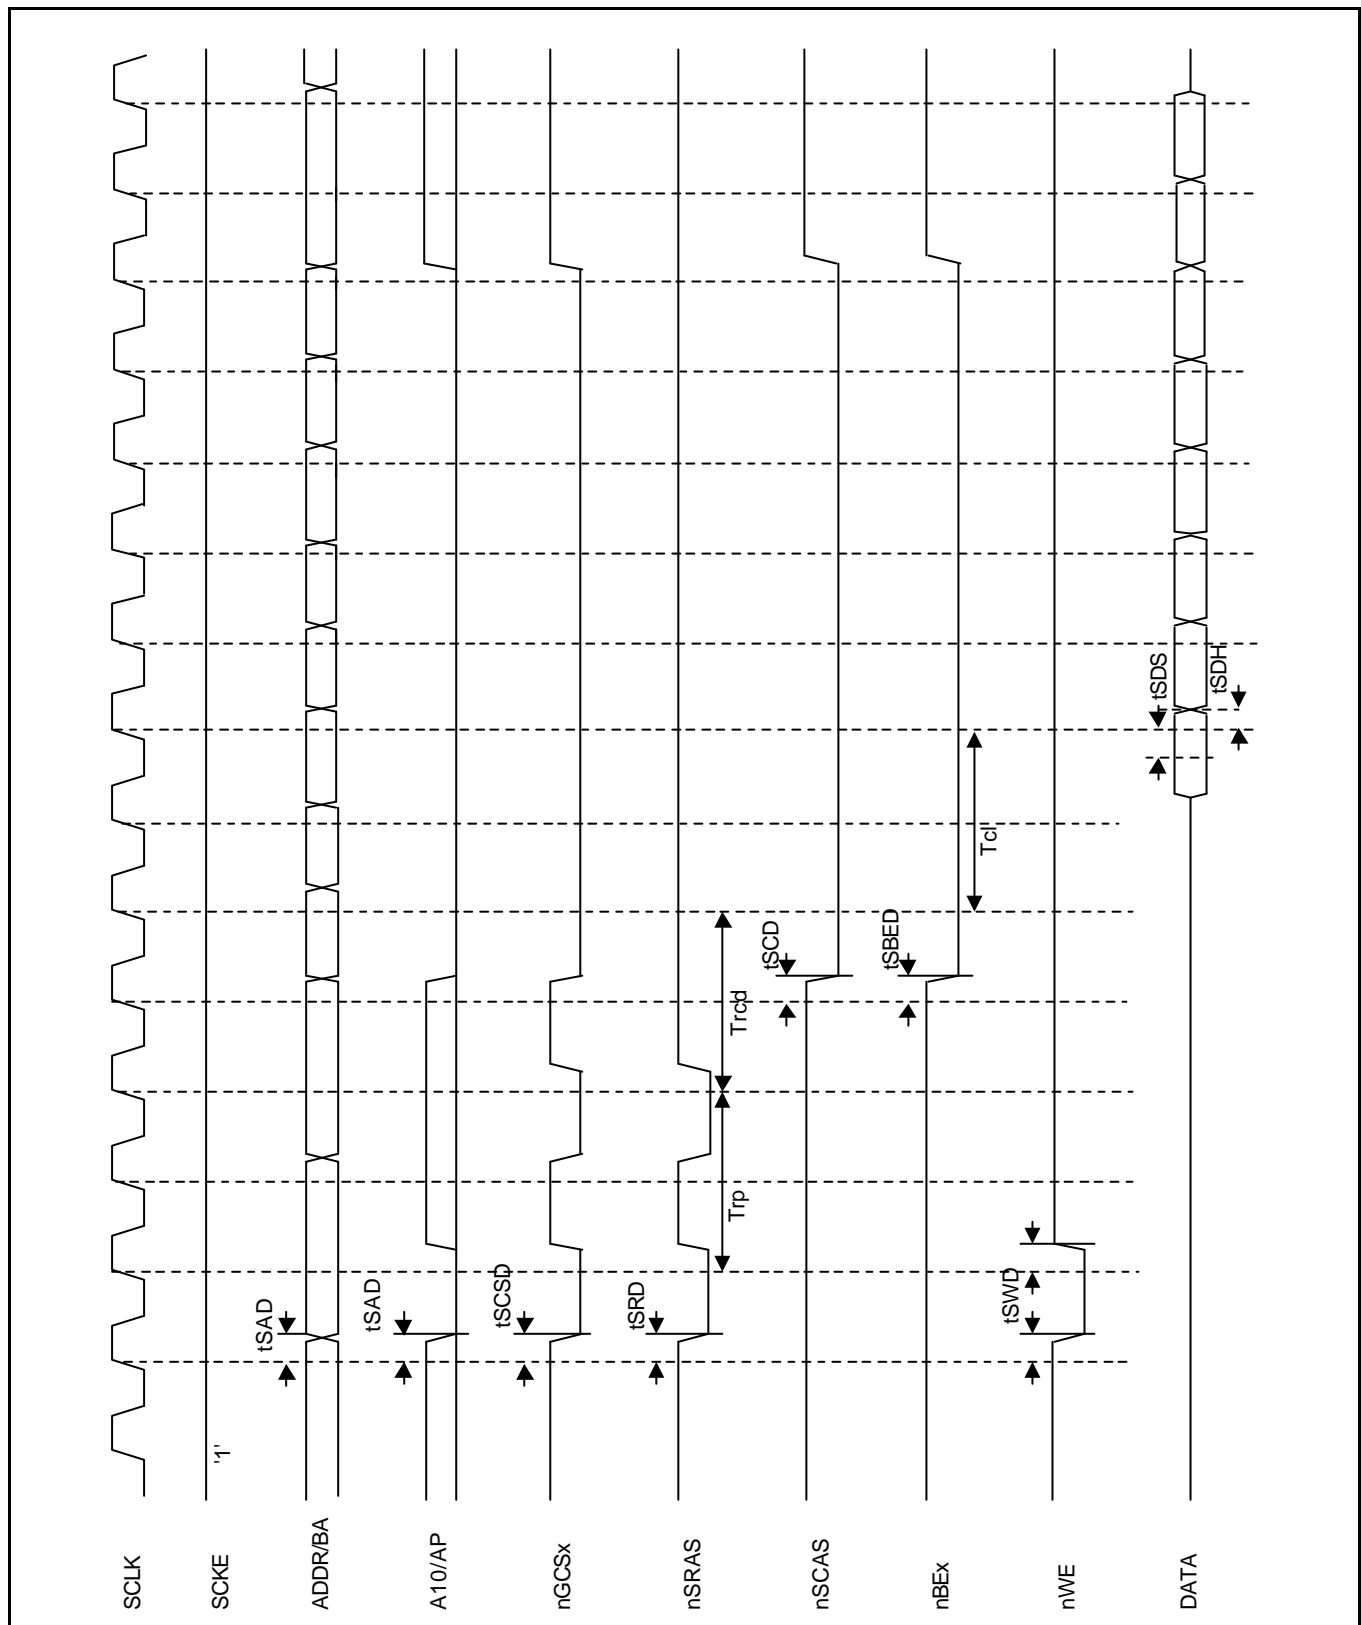 SCLK
SCKE
'1'
ADDR/BA
tSAD
A10/AP
tSAD
nGCSx
tSCSD
nSRAS
tSRD
Trp
Trcd
nSCAS
tSCD
nBEx
tSBED
Tcl
nWE
tSWD
DATA
tSDS
tSDH